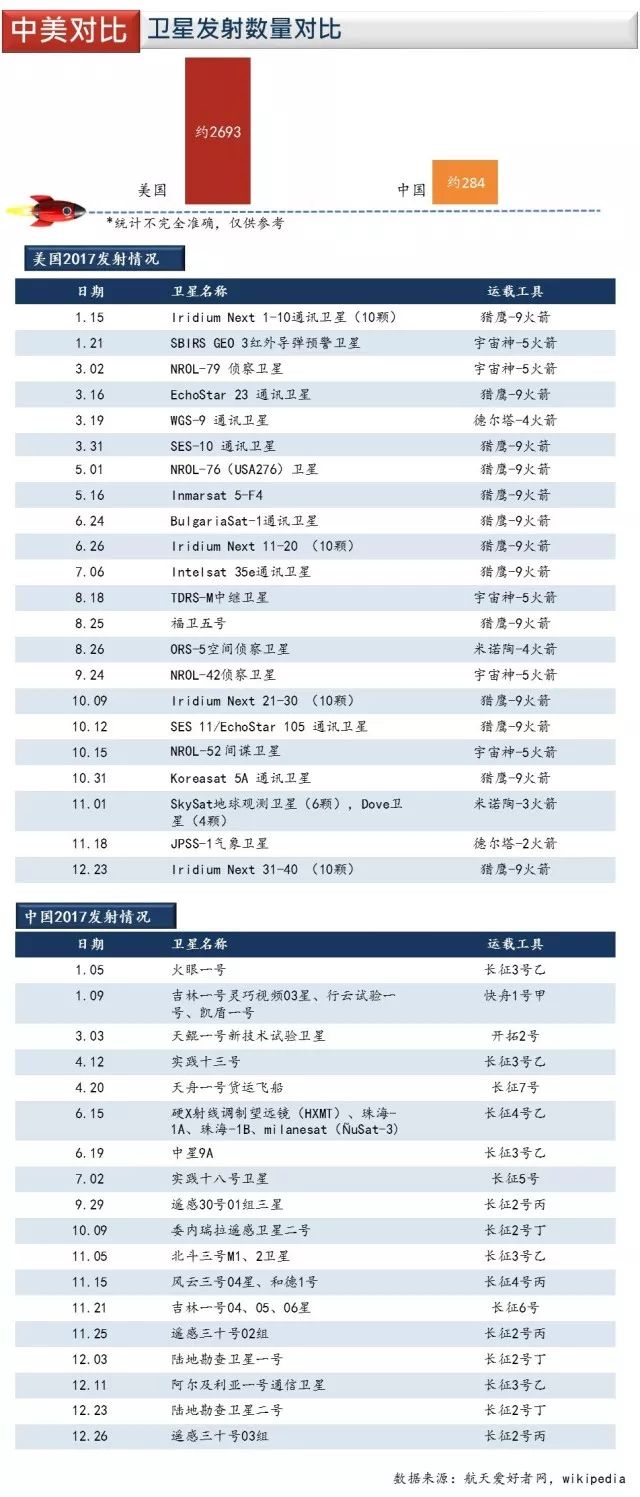 中美对比 卫星发射数量对比
约2693
美国
中国
约284
*统计不完全准确，仅供参考
美国2017发射情况
日期 卫星名称 运载工具
1.15 Iridium Next 1-10通讯卫星（10颗） 猎鹰-9火箭
1.21 SBIRS GEO 3红外导弹预警卫星 宇宙神-5火箭
3.02 NROL-79 侦察卫星 宇宙神-5火箭
3.16 EchoStar 23 通讯卫星 猎鹰-9火箭
3.19 WGS-9 通讯卫星 德尔塔-4火箭
3.31 SES-10 通讯卫星 猎鹰-9火箭
5.01 NROL-76（USA276）卫星 猎鹰-9火箭
5.16 Inmarsat 5-F4 猎鹰-9火箭
6.24 BulgariaSat-1通讯卫星 猎鹰-9火箭
6.26 Iridium Next 11-20 （10颗） 猎鹰-9火箭
7.06 Intelsat 35e通讯卫星 猎鹰-9火箭
8.18 TDRS-M中继卫星 宇宙神-5火箭
8.25 福卫五号 猎鹰-9火箭
8.26 ORS-5空间侦察卫星 米诺陶-4火箭
9.24 NROL-42侦察卫星 宇宙神-5火箭
10.09 Iridium Next 21-30 （10颗） 猎鹰-9火箭
10.12 SES 11/EchoStar 105 通讯卫星 猎鹰-9火箭
10.15 NROL-52间谍卫星 宇宙神-5火箭
10.31 Koreasat 5A 通讯卫星 猎鹰-9火箭
11.01 SkySat地球观测卫星（6颗），Dove卫 米诺陶-3火箭
星（4颗）
11.18 JPSS-1气象卫星 德尔塔-2火箭
12.23 Iridium Next 31-40 （10颗） 猎鹰-9火箭
中国2017发射情况
日期 卫星名称 运载工具
1.05 火眼一号 长征3号乙
1.09 吉林一号灵巧视频03星、行云试验一 快舟1号甲
号、凯盾一号
3.03 天鲲一号新技术试验卫星 开拓2号
4.12 实践十三号 长征3号乙
4.20 天舟一号货运飞船 长征7号
6.15 硬X射线调制望远镜（HXMT）、珠海- 长征4号乙
1A、珠海-1B、milanesat（ÑuSat-3）
6.19 中星9A 长征3号乙
7.02 实践十八号卫星 长征5号
9.29 遥感30号01组三星 长征2号丙
10.09 委内瑞拉遥感卫星二号 长征2号丁
11.05 北斗三号M1、2卫星 长征3号乙
11.15 风云三号04星、和德1号 长征4号丙
11.21 吉林一号04、05、06星 长征6号
11.25 遥感三十号02组 长征2号丙
12.03 陆地勘查卫星一号 长征2号丁
12.11 阿尔及利亚一号通信卫星 长征3号乙
12.23 陆地勘查卫星二号 长征2号丁
12.26 遥感三十号03组 长征2号丙
数据来源：航天爱好者网，wikipedia